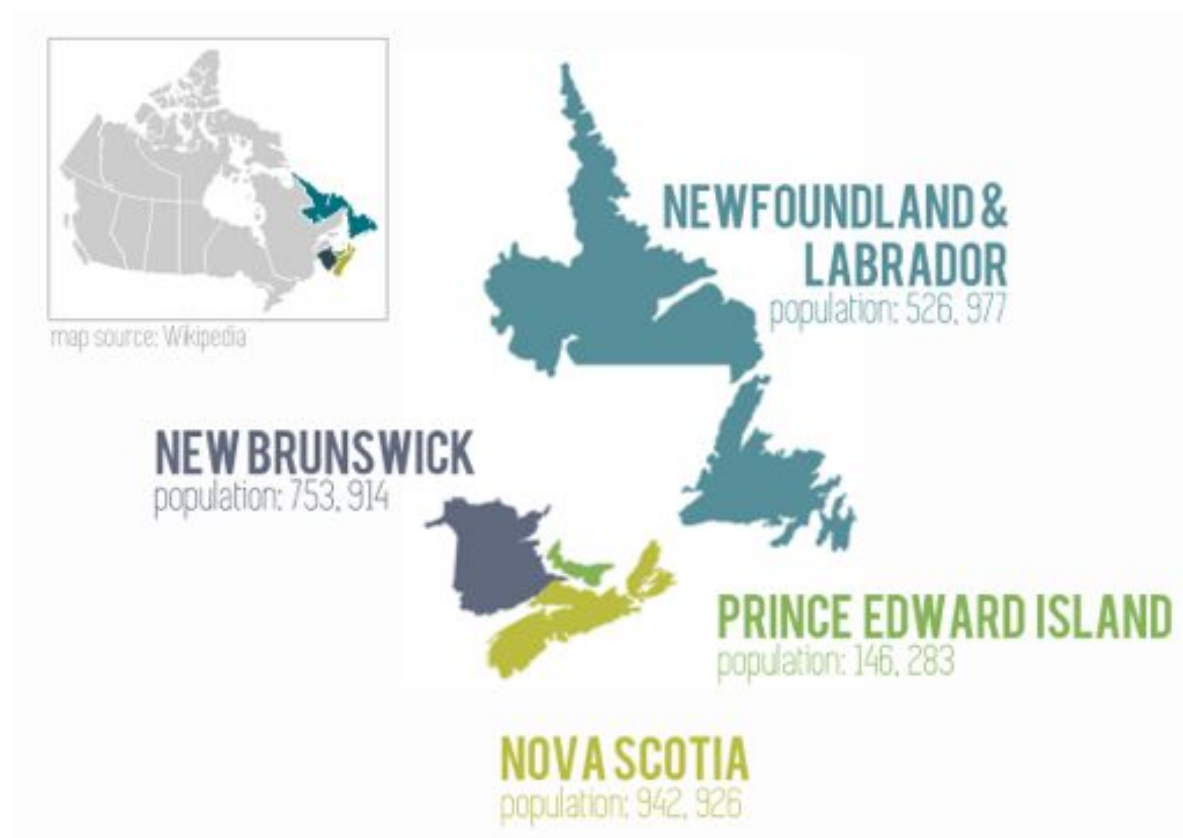 map source: Wikipedia
NEWFOUNDLAND &
LABRADOR
population: 526, 977
NEW BRUNSWICK
population: 753, 914
PRINCE EDWARD ISLAND
population: 146, 283
NOVA SCOTIA
population: 942, 926